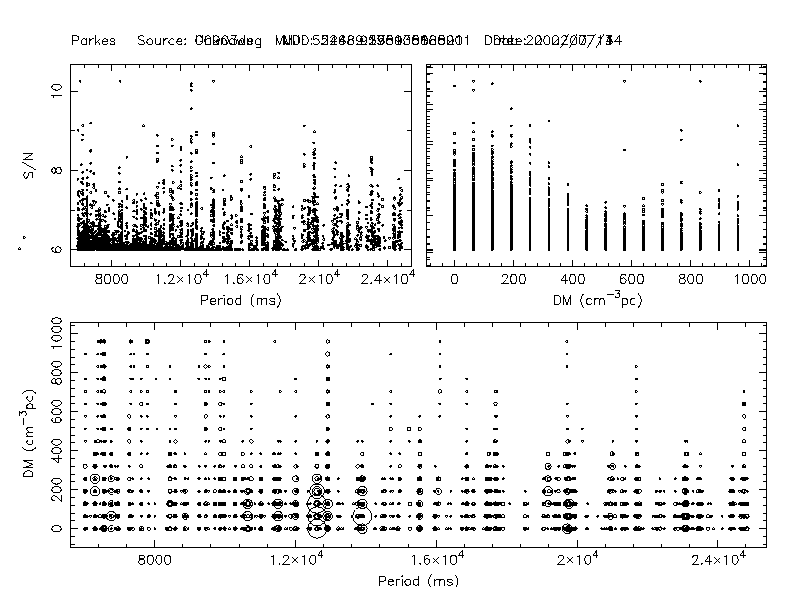 Parkes Source: Date:
10
8
6
S/N
8000 1.2×10⁴ 1.6×10⁴ 2×10⁴ 2.4×10⁴
Period (ms)
0 200 400 600 800 1000
DM (cm⁻³pc)
1000
800
600
400
200
0
DM (cm⁻³pc)
8000 1.2×10⁴ 1.6×10⁴ 2×10⁴ 2.4×10⁴
Period (ms)